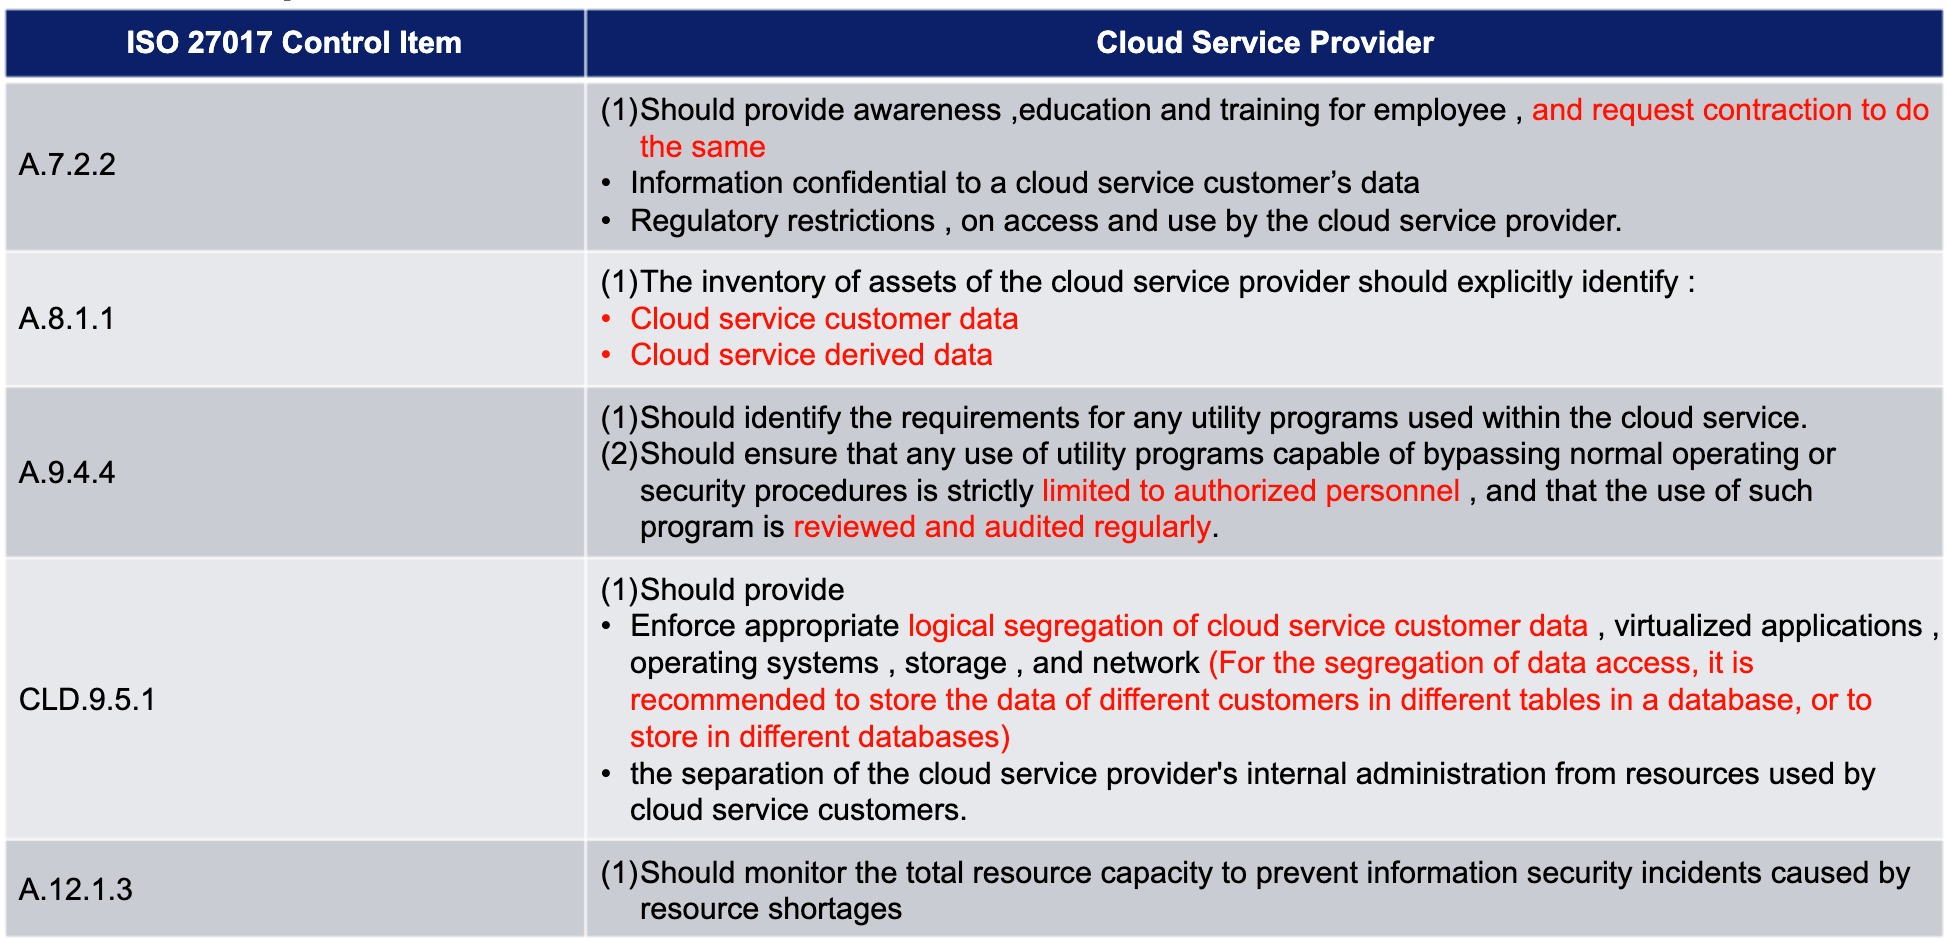 ISO 27017 Control Item
Cloud Service Provider
A.7.2.2
(1)Should provide awareness ,education and training for employee , and request contraction to do
the same
• Information confidential to a cloud service customer’s data
• Regulatory restrictions , on access and use by the cloud service provider.
A.8.1.1
(1)The inventory of assets of the cloud service provider should explicitly identify :
• Cloud service customer data
• Cloud service derived data
A.9.4.4
(1)Should identify the requirements for any utility programs used within the cloud service.
(2)Should ensure that any use of utility programs capable of bypassing normal operating or
security procedures is strictly limited to authorized personnel , and that the use of such
program is reviewed and audited regularly.
CLD.9.5.1
(1)Should provide
• Enforce appropriate logical segregation of cloud service customer data , virtualized applications ,
operating systems , storage , and network (For the segregation of data access, it is
recommended to store the data of different customers in different tables in a database, or to
store in different databases)
• the separation of the cloud service provider's internal administration from resources used by
cloud service customers.
A.12.1.3
(1)Should monitor the total resource capacity to prevent information security incidents caused by
resource shortages